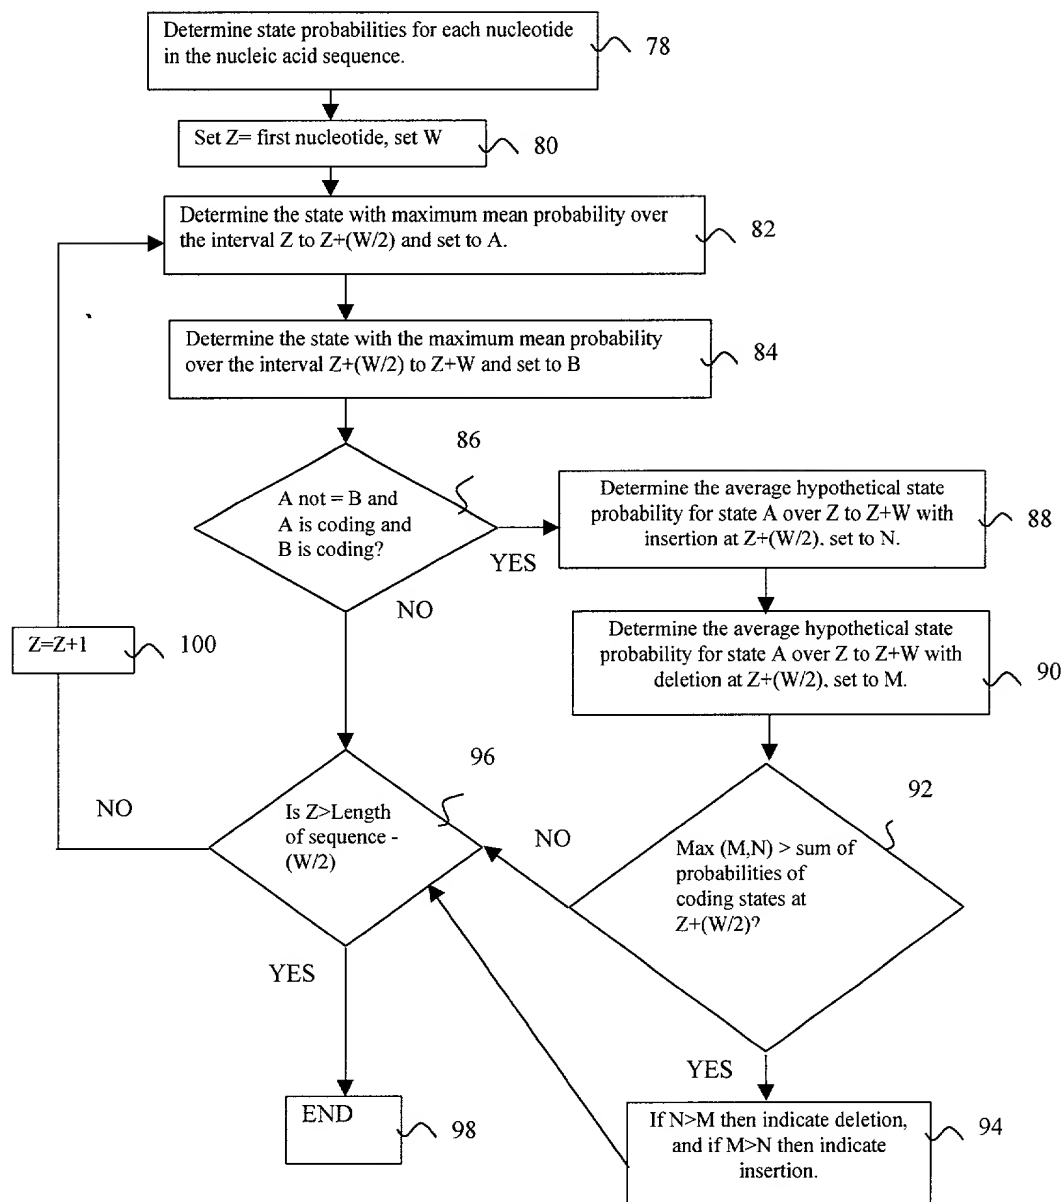 Determine state probabilities for each nucleotide
in the nucleic acid sequence.
78
Set Z= first nucleotide, set W
80
Determine the state with maximum mean probability over
the interval Z to Z+(W/2) and set to A.
82
Determine the state with the maximum mean probability
over the interval Z+(W/2) to Z+W and set to B
84
86
A not = B and
A is coding and
B is coding?
YES
NO
Determine the average hypothetical state
probability for state A over Z to Z+W with
insertion at Z+(W/2), set to N.
88
Determine the average hypothetical state
probability for state A over Z to Z+W with
deletion at Z+(W/2), set to M.
90
Z=Z+1
100
92
Max (M,N) > sum of
probabilities of
coding states at
Z+(W/2)?
NO
YES
96
Is Z>Length
of sequence -
(W/2)
NO
YES
If N>M then indicate deletion,
and if M>N then indicate
insertion.
94
END
98